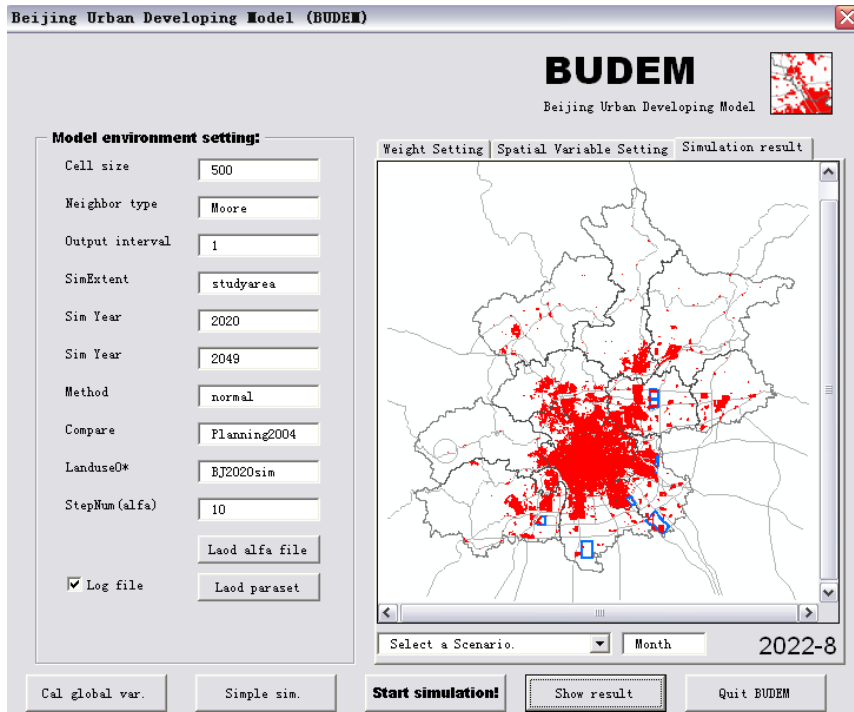 Beijing Urban Developing Model (BUDEM)
BUDEM
Beijing Urban Developing Model
Model environment setting:
Cell size 500
Neighbor type Moore
Output interval 1
SimExtent studyarea
Sim Year 2020
Sim Year 2049
Method normal
Compare Planning2004
LanduseO* BJ2020sim
StepNum(alfa) 10
Laod alfa file
Log file Laod paraset
Weight Setting Spatial Variable Setting Simulation result
Select a Scenario. Month 2022-8
Cal global var. Simple sim. Start simulation! Show result Quit BUDEM